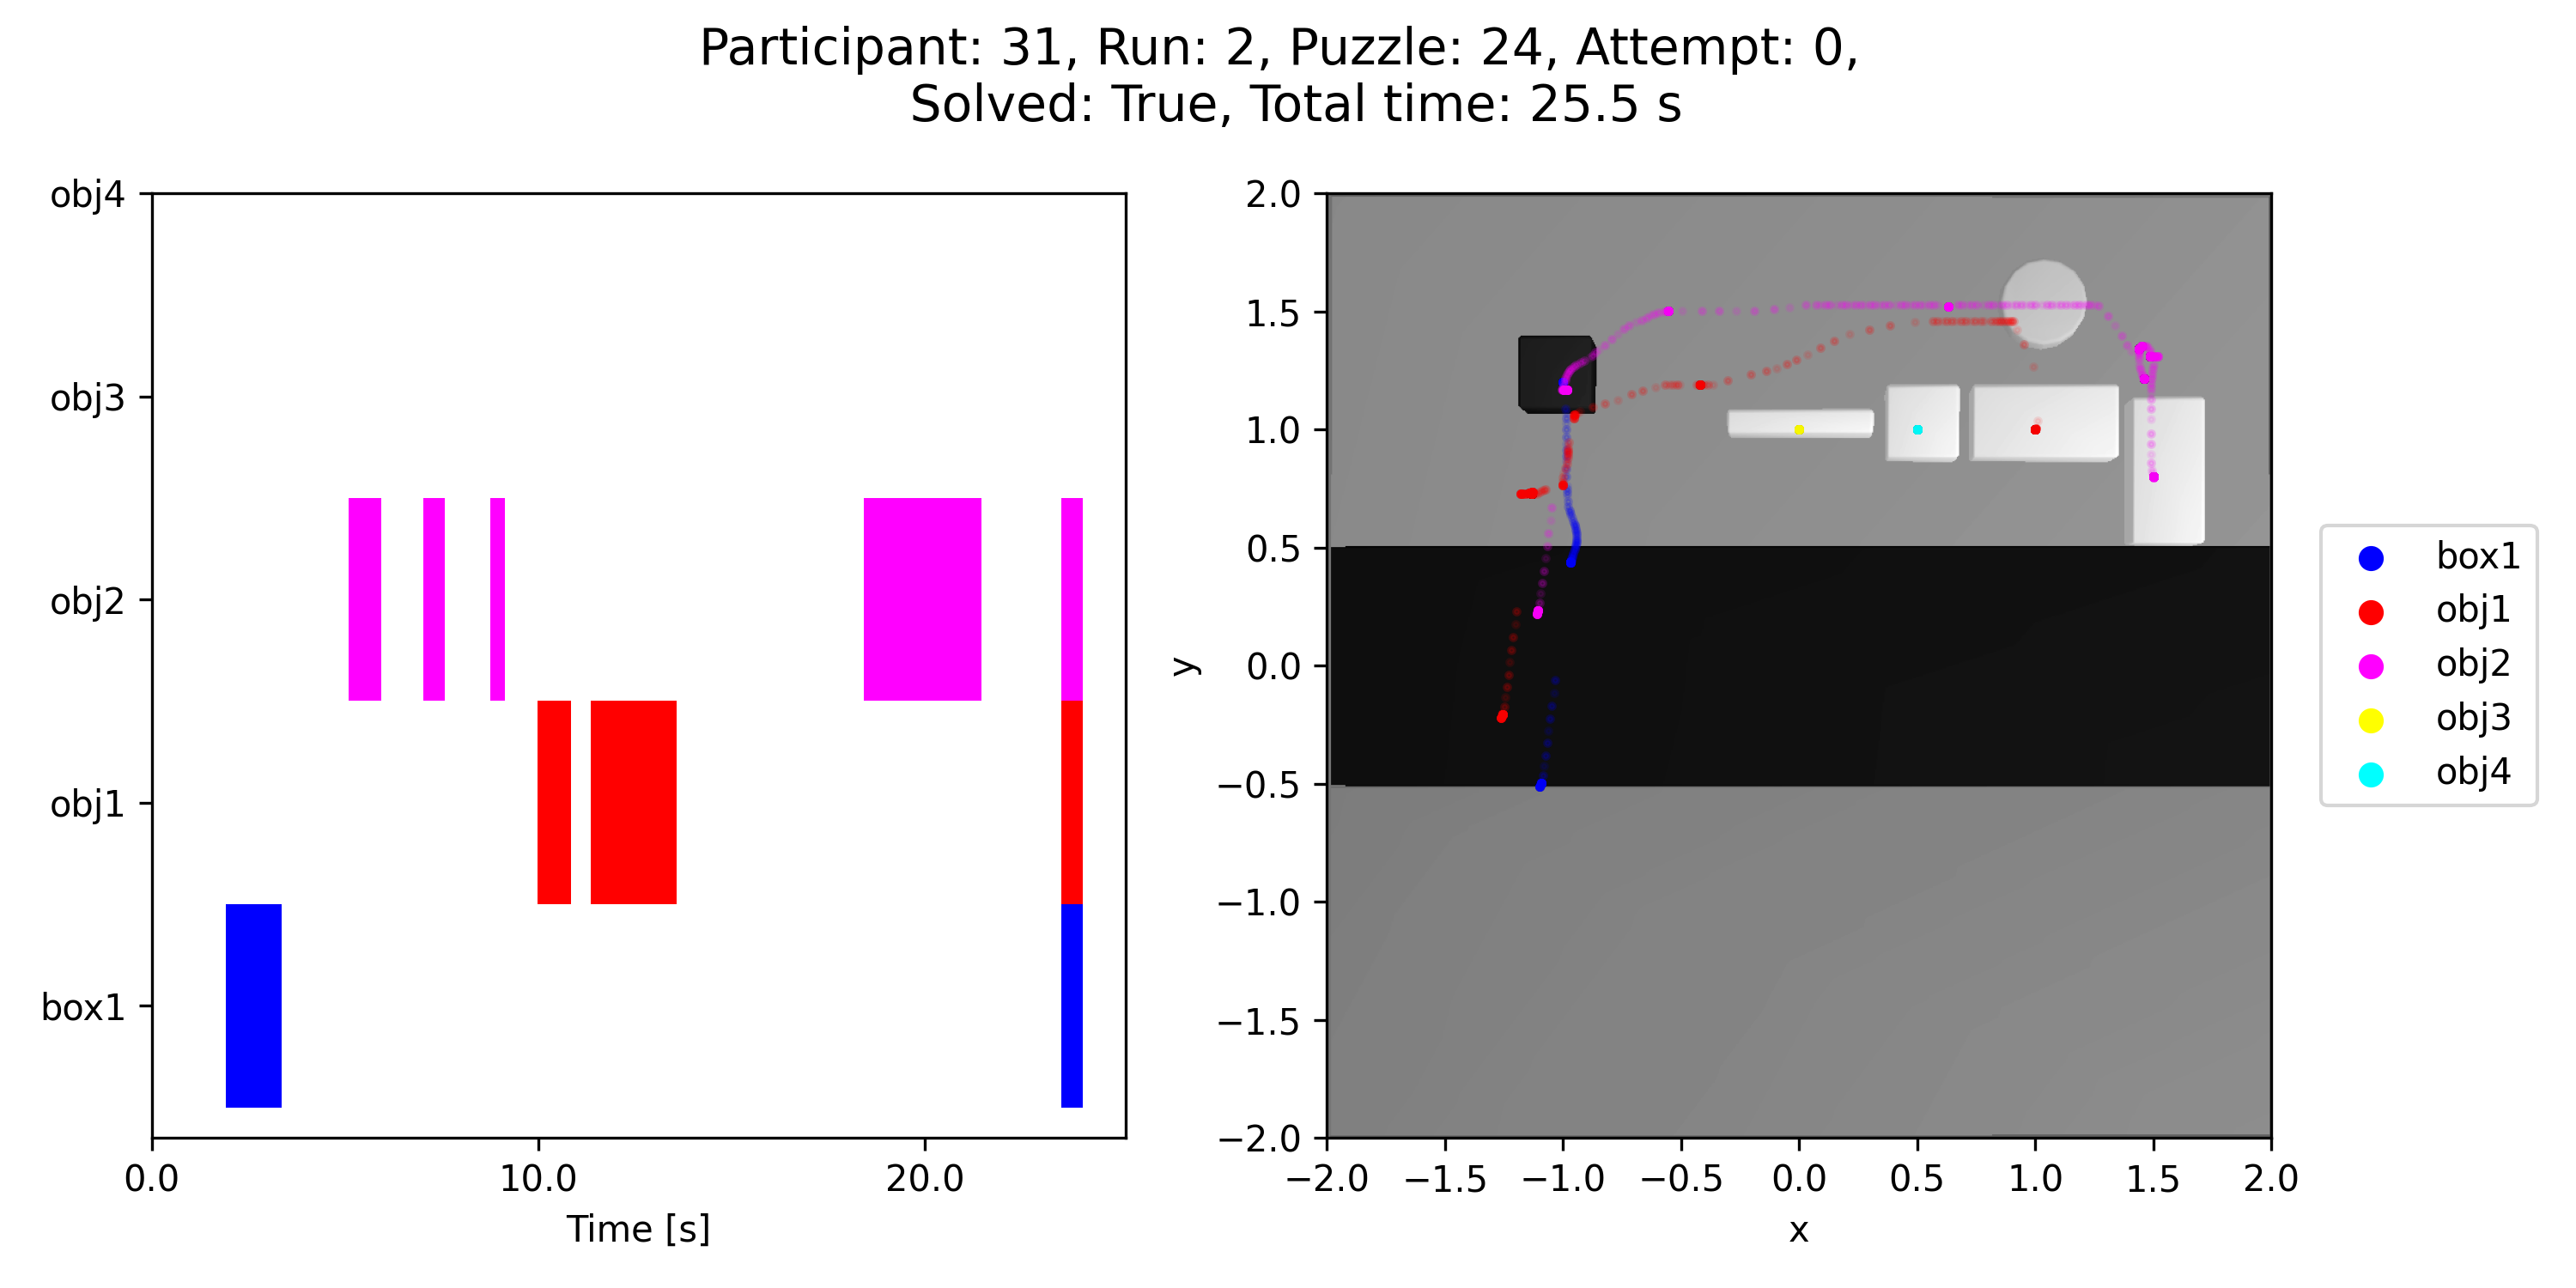 Participant: 31, Run: 2, Puzzle: 24, Attempt: 0,
Solved: True, Total time: 25.5 s
obj4
obj3
obj2
obj1
box1
0.0
10.0
20.0
Time [s]
2.0
1.5
1.0
0.5
0.0
−0.5
−1.0
−1.5
−2.0
y
−2.0
−1.5
−1.0
−0.5
0.0
0.5
1.0
1.5
2.0
x
box1
obj1
obj2
obj3
obj4